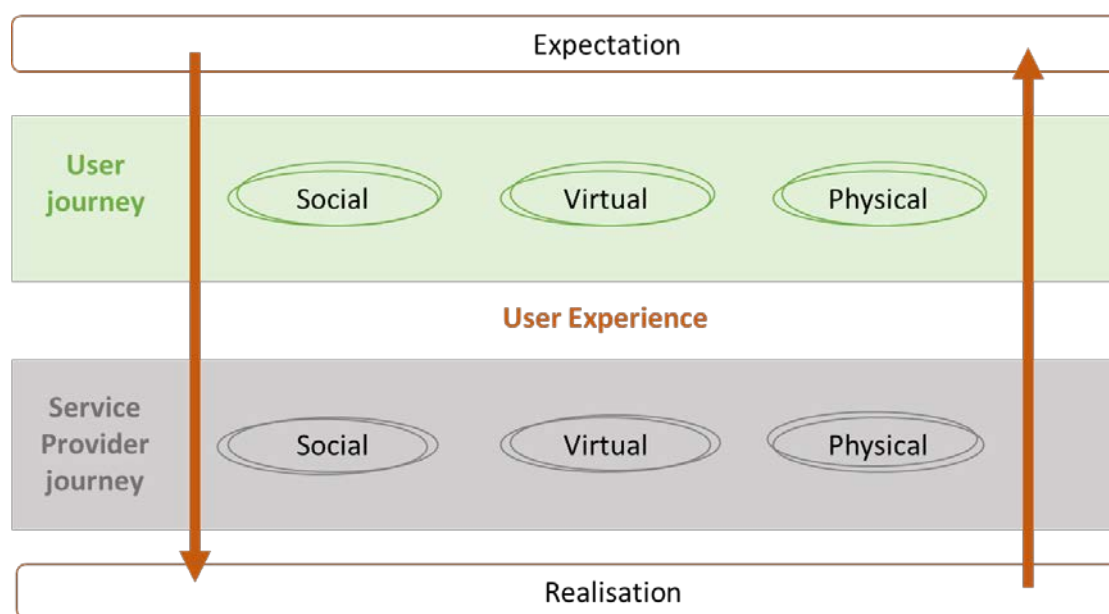 Expectation
User
journey
Social
Virtual
Physical
User Experience
Service
Provider
journey
Social
Virtual
Physical
Realisation